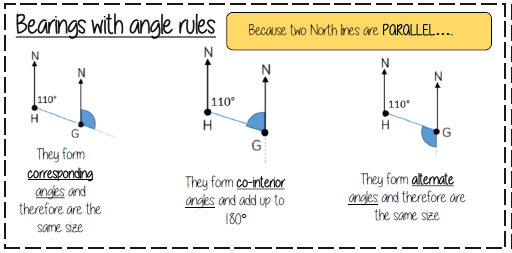 Bearings with angle rules
Because two North lines are PARALLEL.…
N
N
110°
H
G
They form
corresponding
angles and
therefore are the
same size
N
N
110°
H
G
They form co-interior
angles and add up to
180°
N
N
110°
H
G
They form alternate
angles and therefore are
the same size